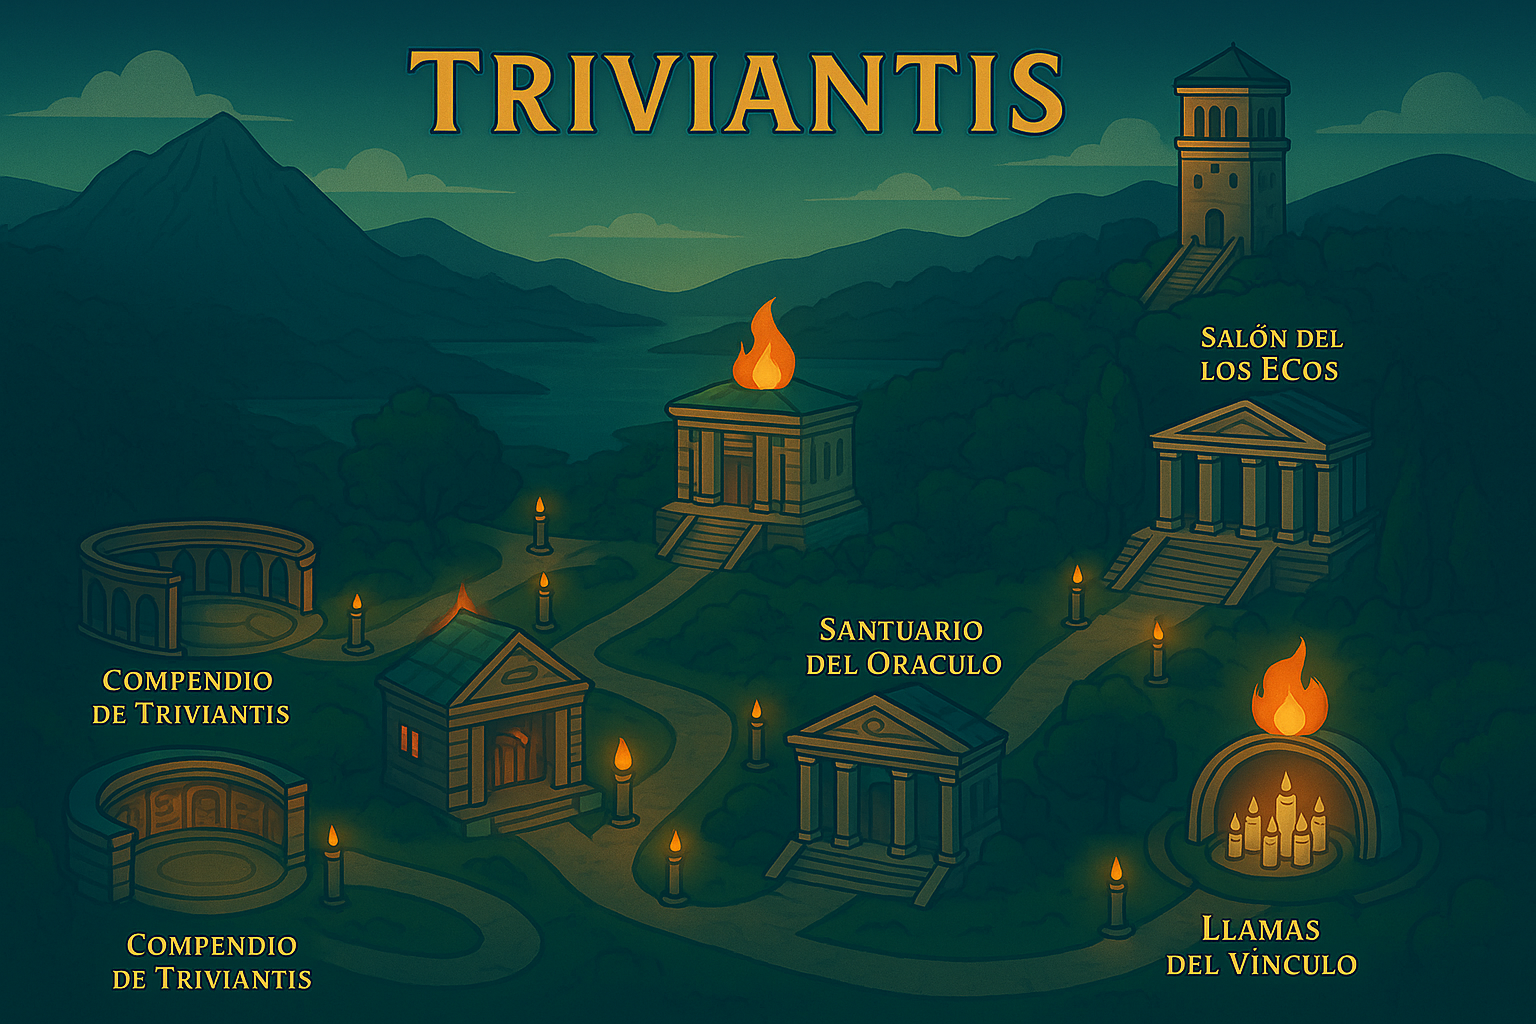 TRIVIANTIS
SALÓN DEL
LOS ECOS
SANTUARIO
DEL ORACULO
COMPENDIO
DE TRIVIANTIS
COMPENDIO
DE TRIVIANTIS
LLAMAS
DEL VÍNCULO